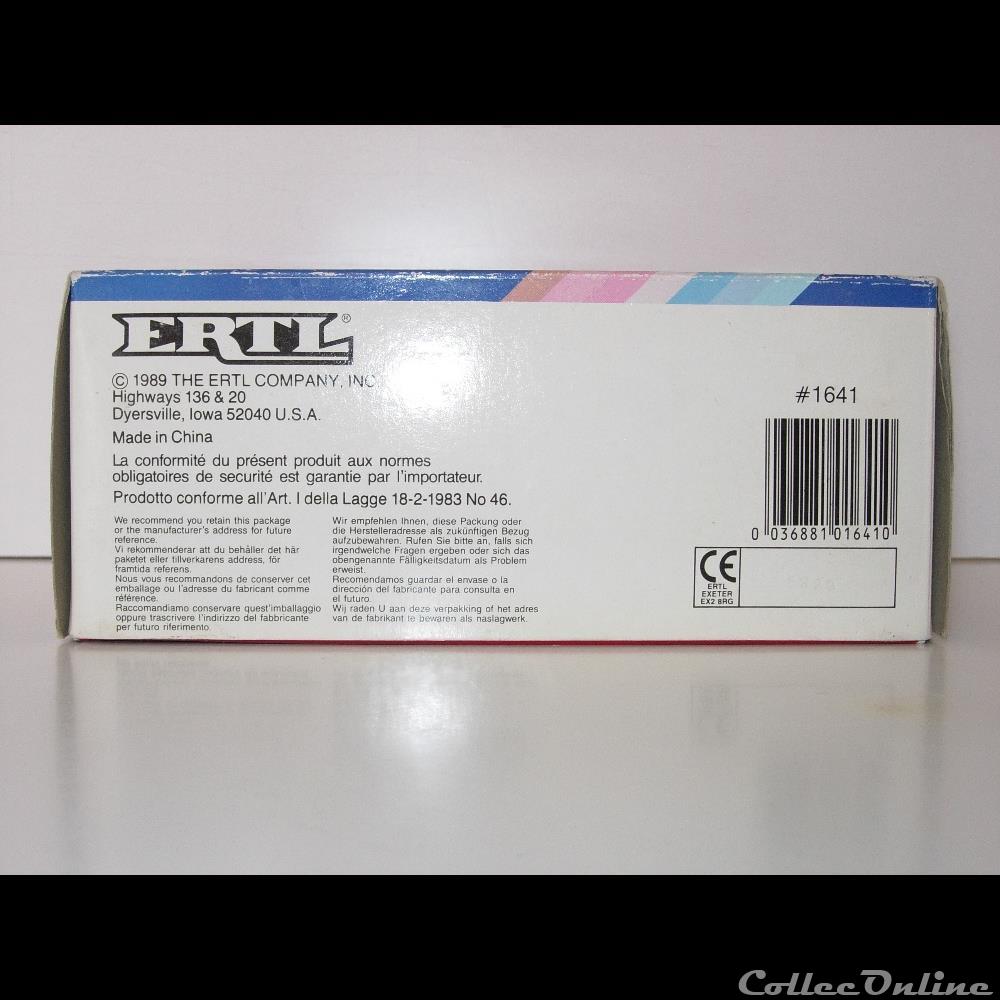 ERTL®
© 1989 THE ERTL COMPANY, INC.
Highways 136 & 20
Dyersville, Iowa 52040 U.S.A.
Made in China
La conformité du présent produit aux normes
obligatoires de securité est garantie par l'importateur.
Prodotto conforme all'Art. I della Lagge 18-2-1983 No 46.
We recommend you retain this package
or the manufacturer's address for future
reference.
Vi rekommenderar att du behåller det här
paketet eller tillverkarens address, för
framtida referens.
Nous vous recommandons de conserver cet
emballage ou l'adresse du fabricant comme
référence.
Raccomandiamo conservare quest'imballaggio
oppure trascrivere l'indirizzo del fabbricante
per futuro riferimento.
Wir empfehlen Ihnen, diese Packung oder
die Herstelleradresse als zukünftigen Bezug
aufzubewahren. Rufen Sie bitte an, falls sich
irgendwelche Fragen ergeben oder sich das
obengenannte Fälligkeitsdatum als Problem
erweist.
Recomendamos guardar el envase o la
dirección del fabricante para consulta en
el futuro.
Wij raden U aan deze verpakking of het adres
van de fabrikant te bewaren als naslagwerk.
#1641
0 036881 016410
CE
ERTL
EXETER
EX2 8RG
CollecOnline